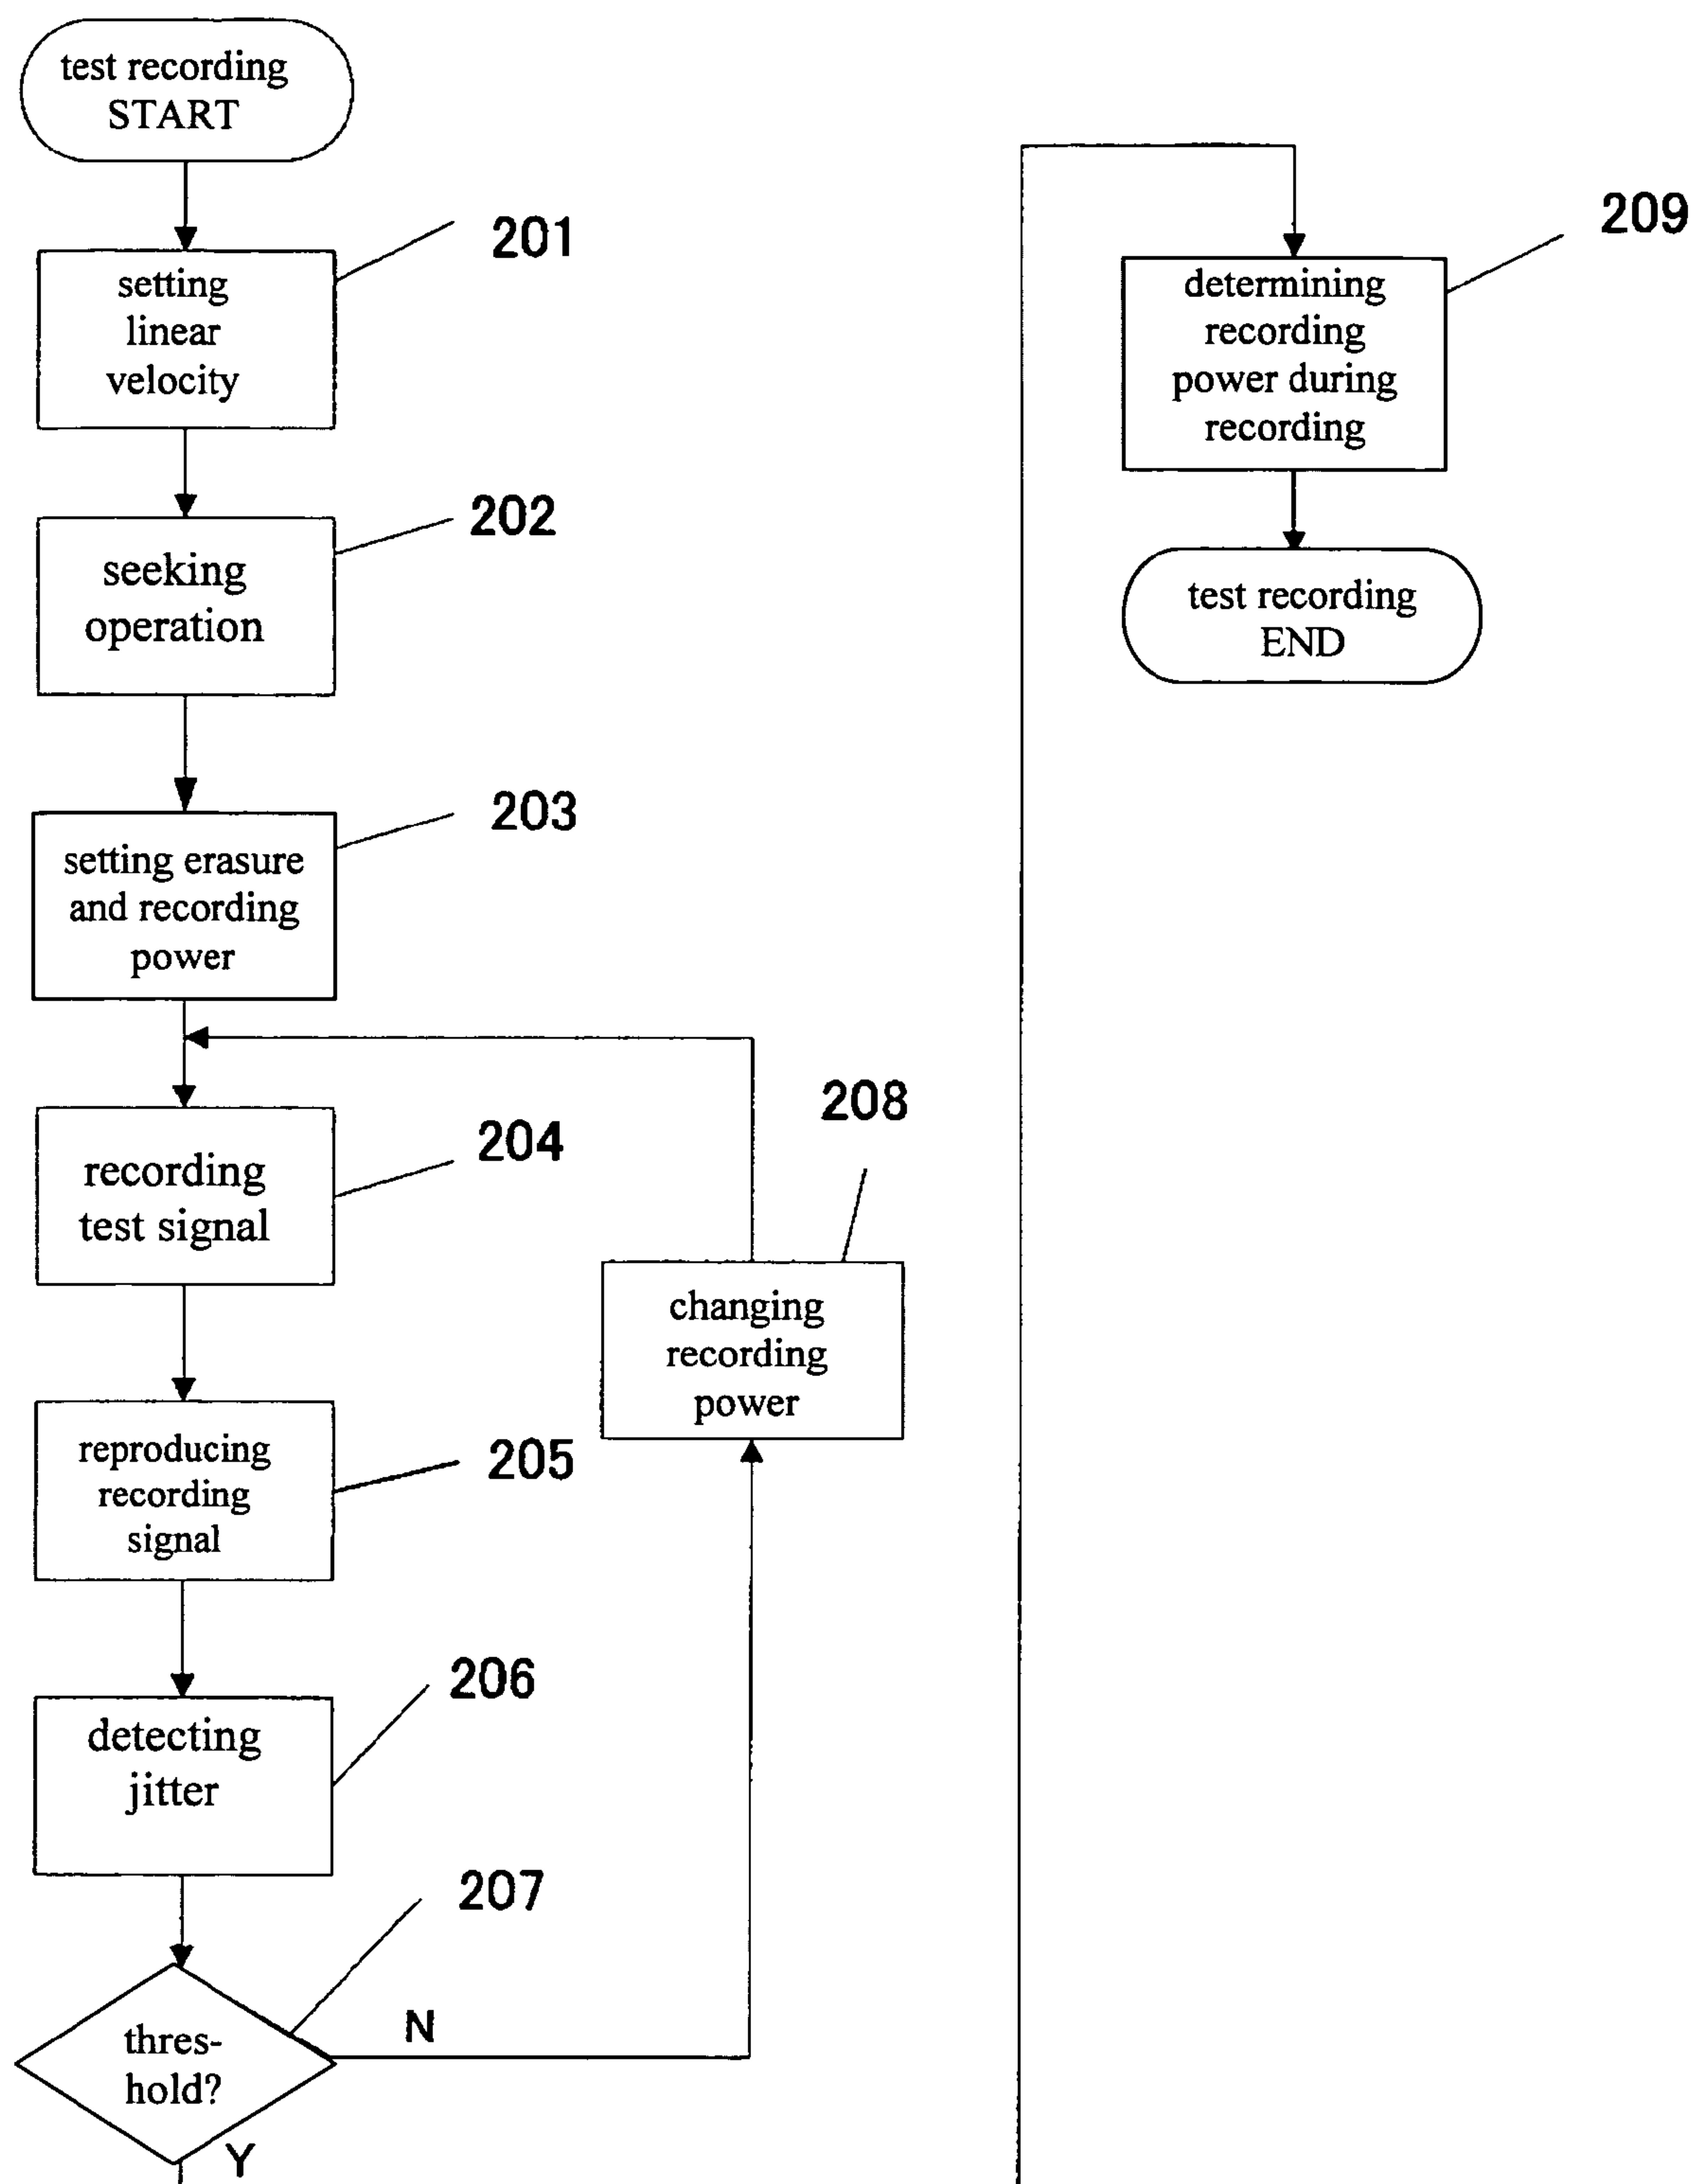 test recording
START
201
setting
linear
velocity
202
seeking
operation
203
setting erasure
and recording
power
204
recording
test signal
205
reproducing
recording
signal
206
detecting
jitter
207
thres-
hold?
N
Y
208
changing
recording
power
209
determining
recording
power during
recording
test recording
END